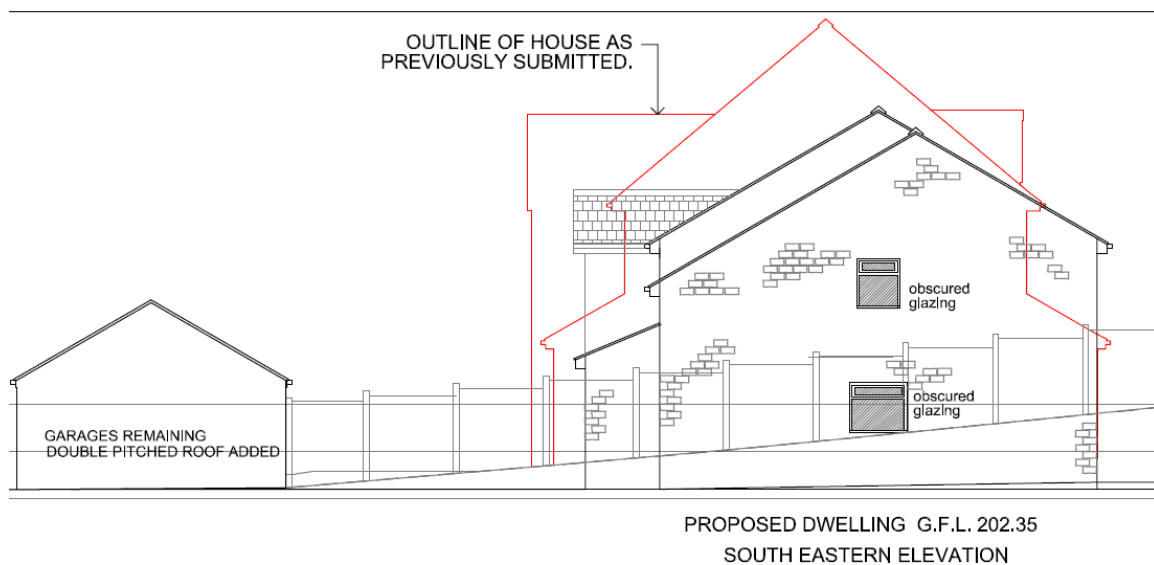 OUTLINE OF HOUSE AS
PREVIOUSLY SUBMITTED.
obscured
glazing
obscured
glazing
GARAGES REMAINING
DOUBLE PITCHED ROOF ADDED
PROPOSED DWELLING G.F.L. 202.35
SOUTH EASTERN ELEVATION